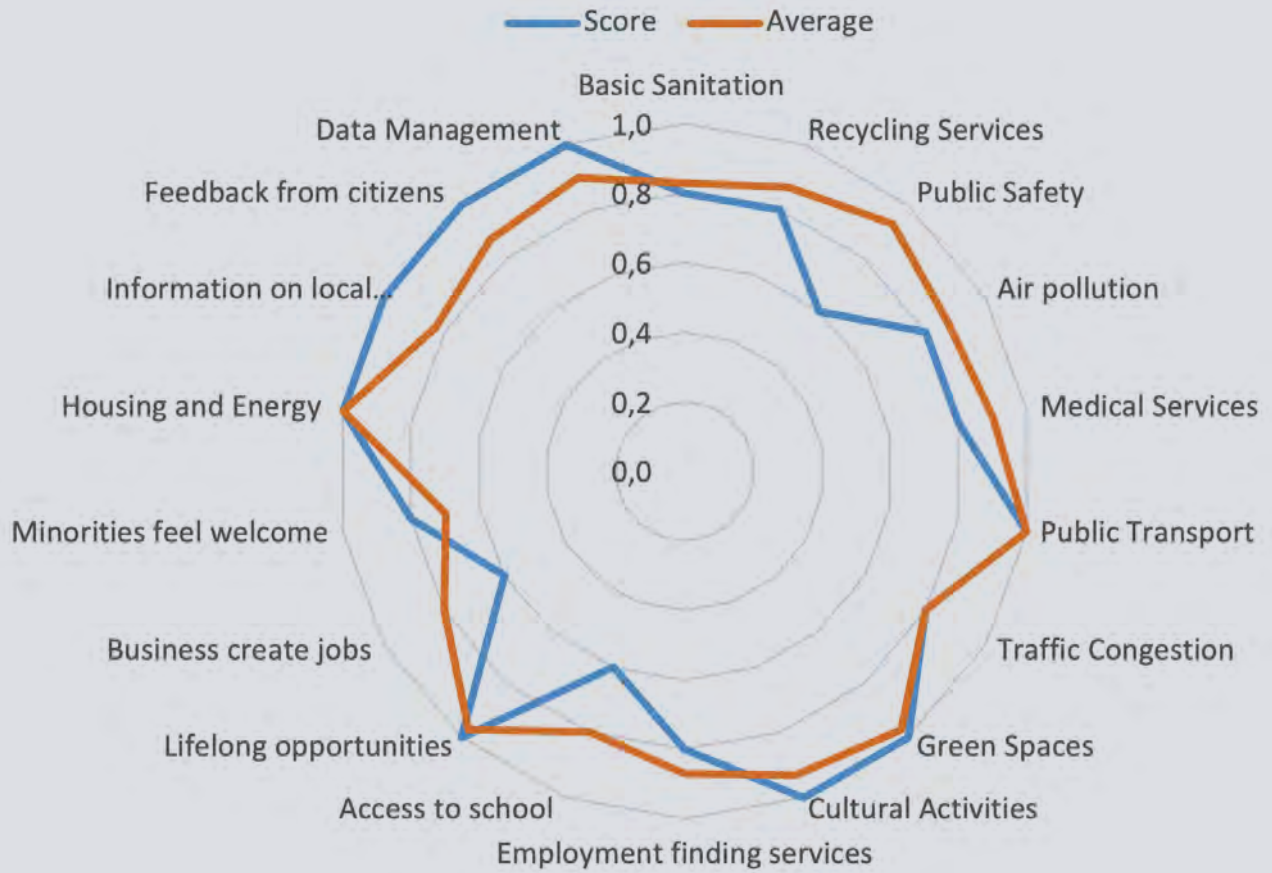 Score Average
Basic Sanitation
Recycling Services
Public Safety
Air pollution
Medical Services
Public Transport
Traffic Congestion
Green Spaces
Cultural Activities
Employment finding services
Access to school
Lifelong opportunities
Business create jobs
Minorities feel welcome
Housing and Energy
Information on local...
Feedback from citizens
Data Management
1,0
0,8
0,6
0,4
0,2
0,0